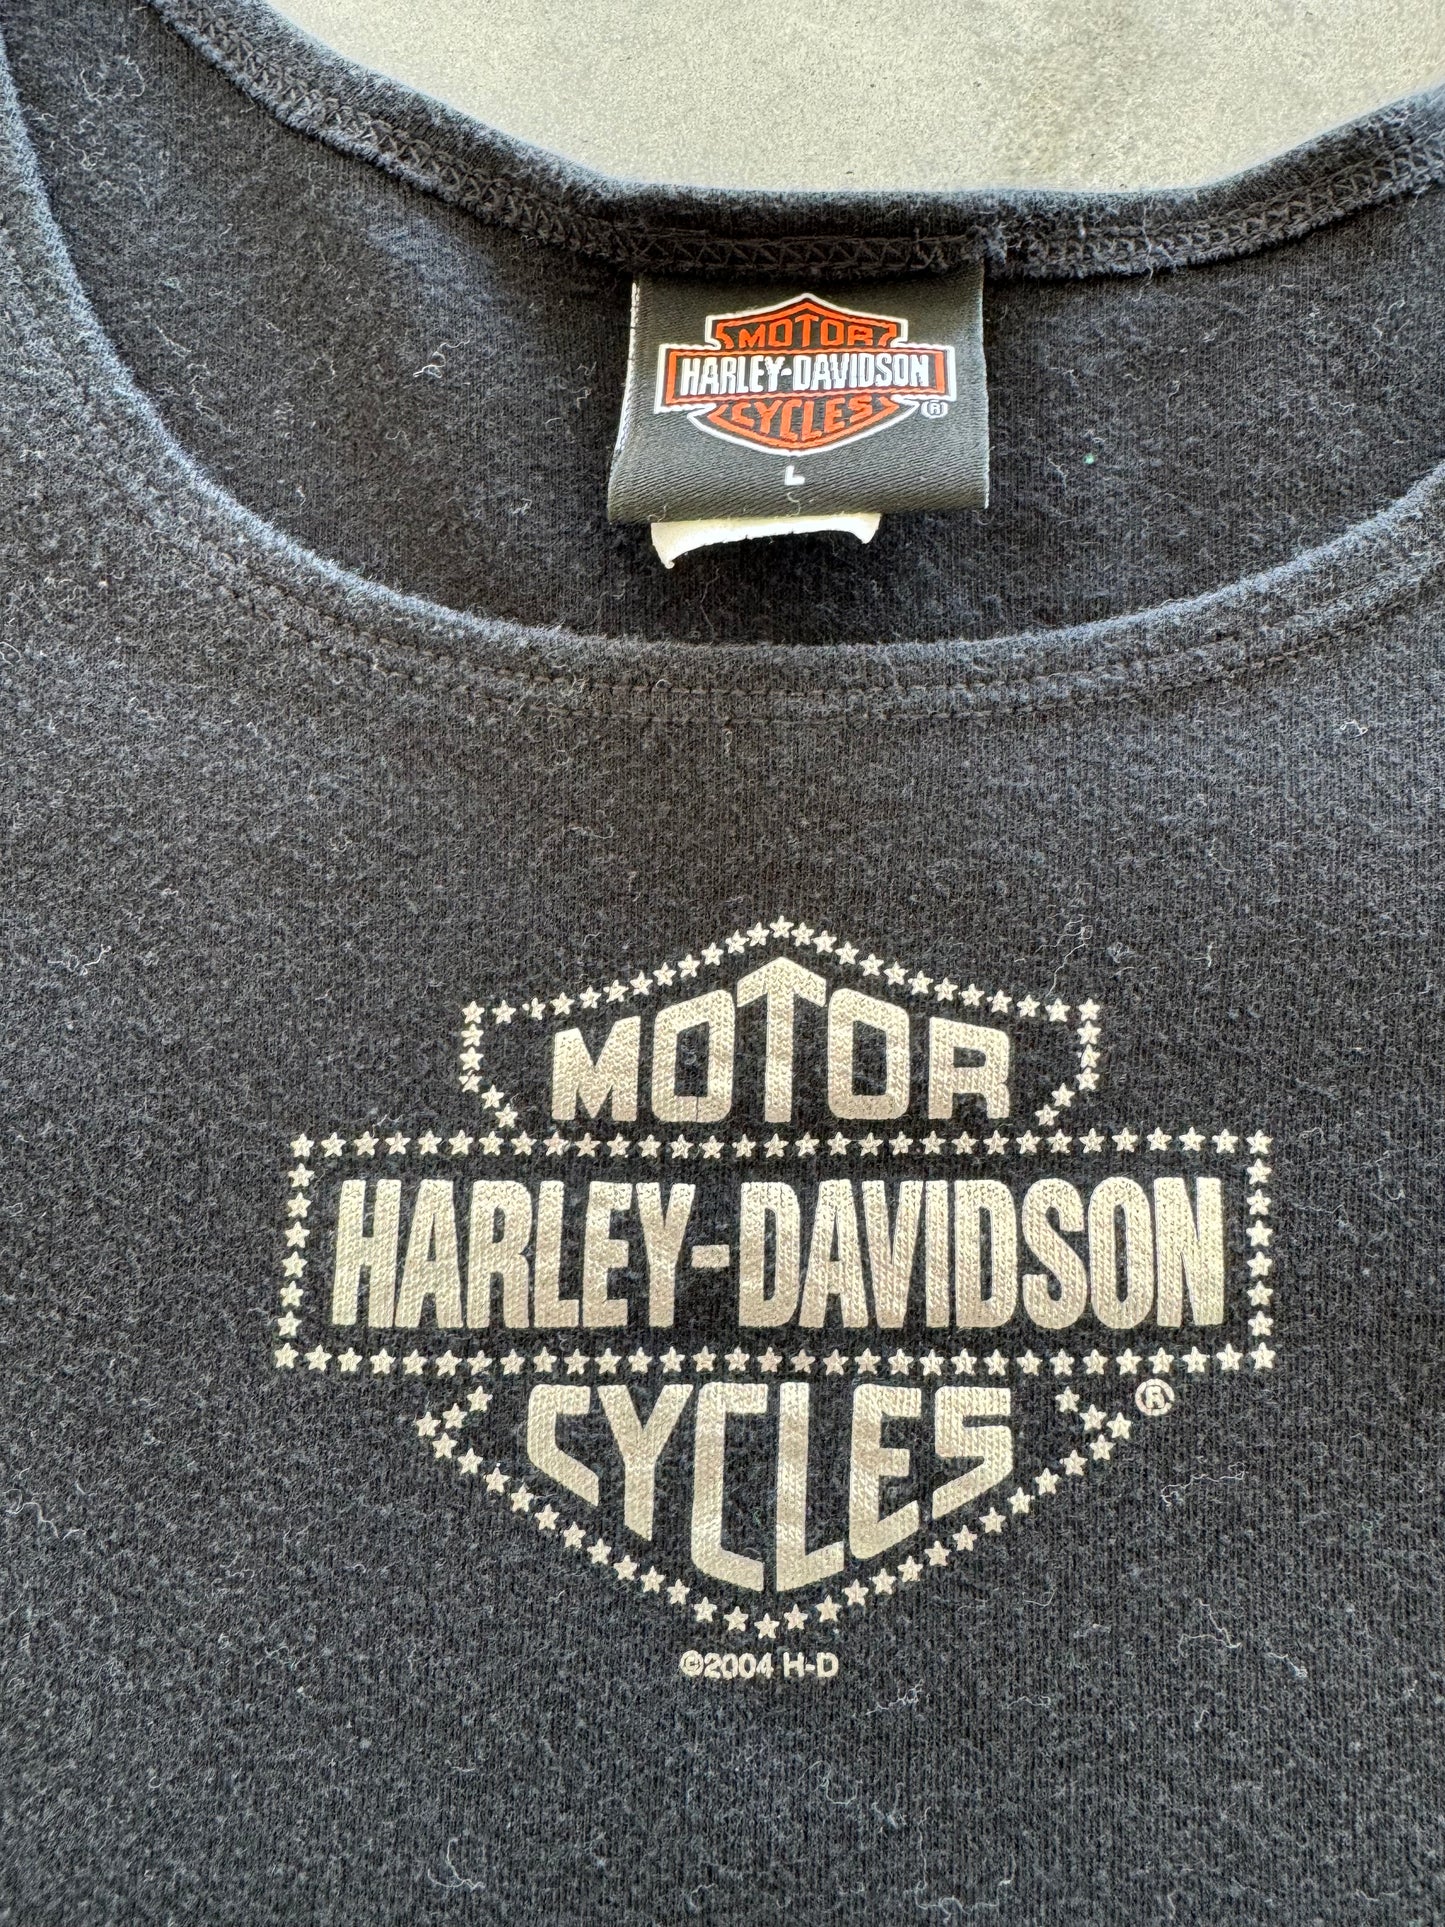 MOTOR
HARLEY-DAVIDSON
CYCLES
®
L
MOTOR
HARLEY-DAVIDSON
CYCLES
®
©2004 H-D